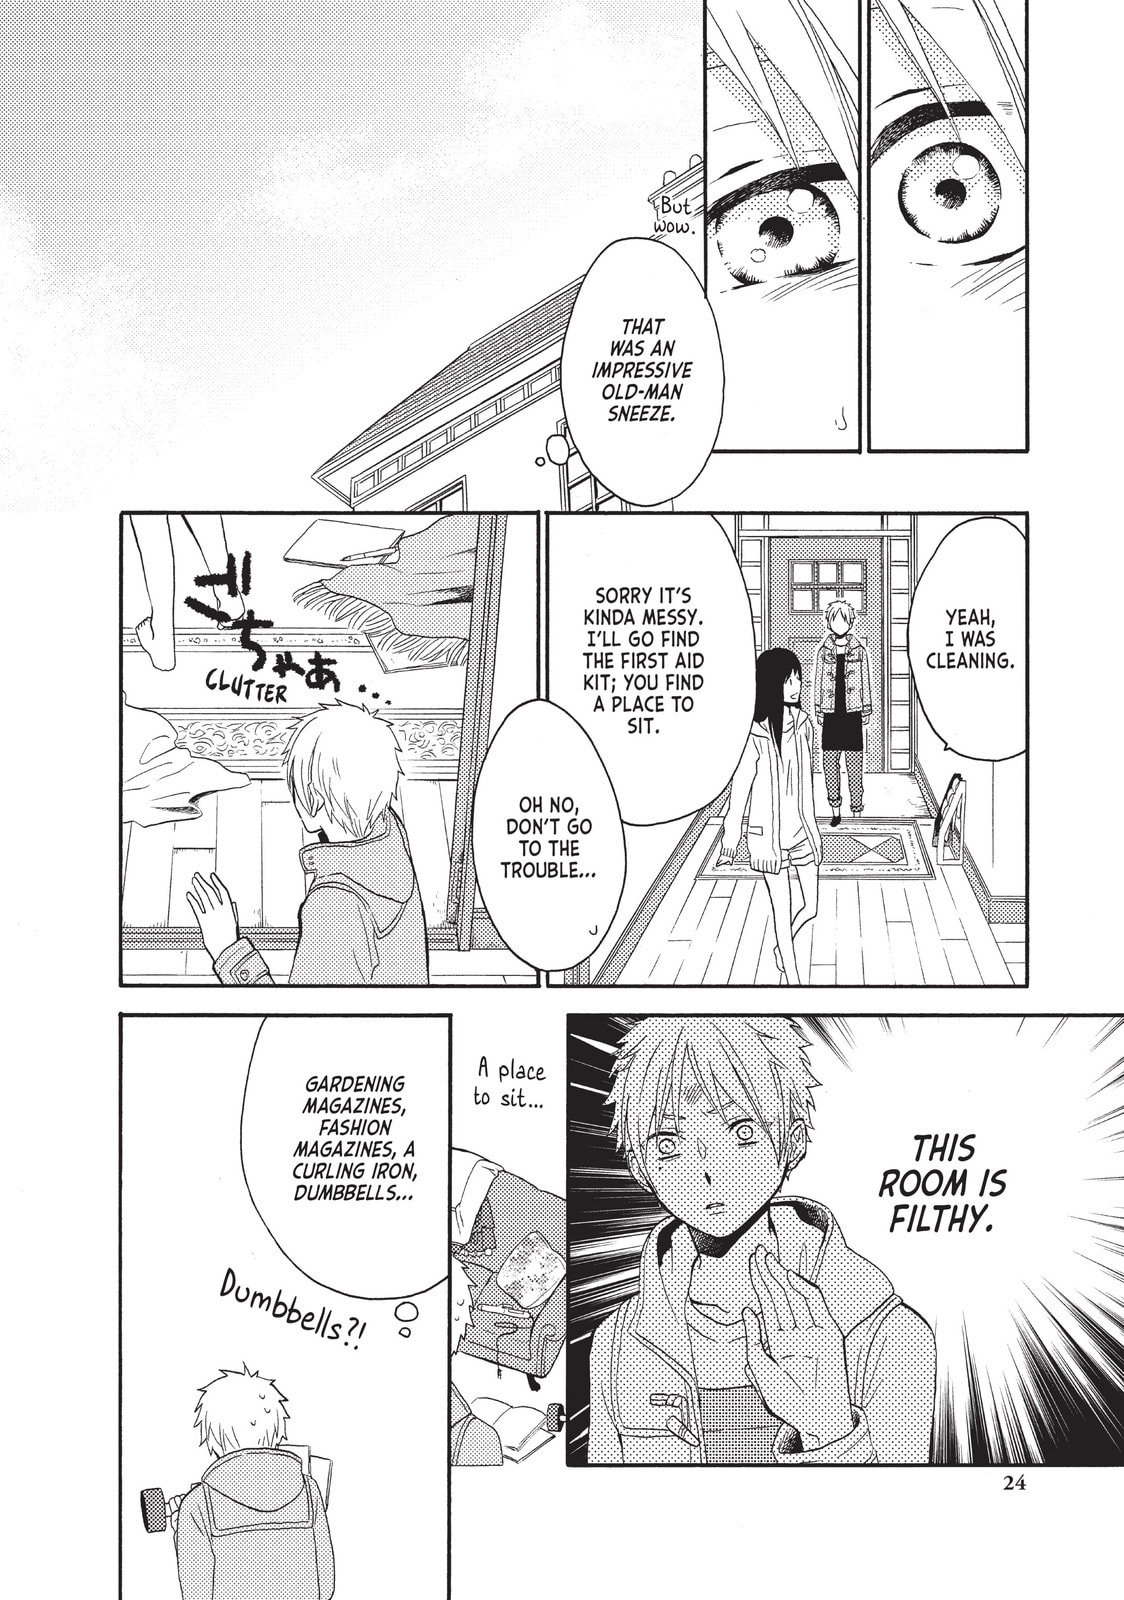 But
wow.
THAT
WAS AN
IMPRESSIVE
OLD-MAN
SNEEZE.
YEAH,
I WAS
CLEANING.
SORRY IT'S
KINDA MESSY.
I'LL GO FIND
THE FIRST AID
KIT; YOU FIND
A PLACE TO
SIT.
OH NO,
DON'T GO
TO THE
TROUBLE...
ごちゃぁ...
CLUTTER
THIS
ROOM IS
FILTHY.
A place
to sit...
GARDENING
MAGAZINES,
FASHION
MAGAZINES, A
CURLING IRON,
DUMBBELLS...
Dumbbells?!
24